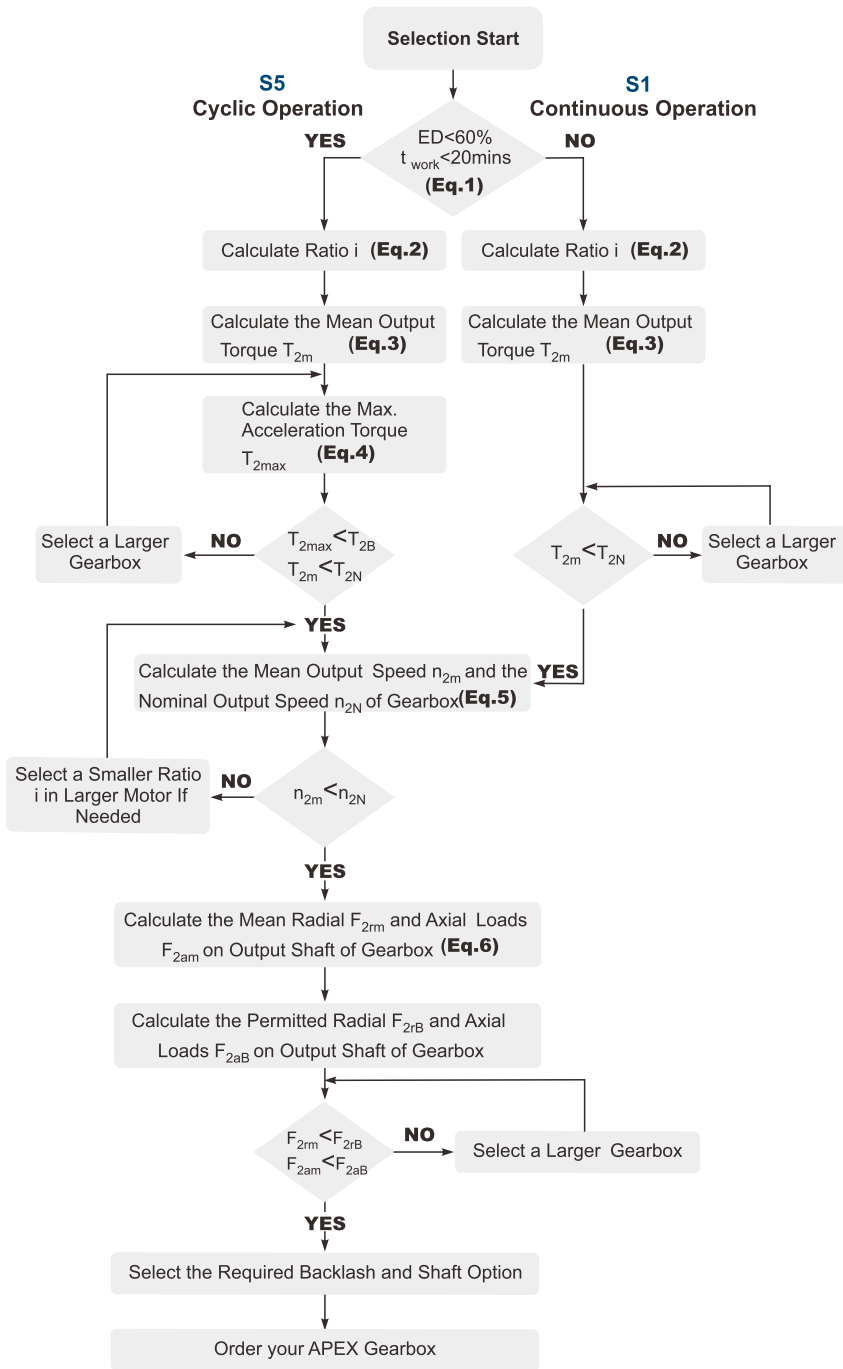 Selection Start
S5
Cyclic Operation
S1
Continuous Operation
YES
ED<60%
t work<20mins
(Eq.1)
NO
Calculate Ratio i (Eq.2)
Calculate Ratio i (Eq.2)
Calculate the Mean Output
Torque T2m (Eq.3)
Calculate the Mean Output
Torque T2m (Eq.3)
Calculate the Max.
Acceleration Torque
T2max (Eq.4)
Select a Larger
Gearbox
NO
T2max<T2B
T2m<T2N
T2m<T2N
NO
Select a Larger
Gearbox
YES
Calculate the Mean Output Speed n2m and the
Nominal Output Speed n2N of Gearbox(Eq.5)
YES
Select a Smaller Ratio
i in Larger Motor If
Needed
NO
n2m<n2N
YES
Calculate the Mean Radial F2rm and Axial Loads
F2am on Output Shaft of Gearbox (Eq.6)
Calculate the Permitted Radial F2rB and Axial
Loads F2aB on Output Shaft of Gearbox
F2rm<F2rB
F2am<F2aB
NO
Select a Larger Gearbox
YES
Select the Required Backlash and Shaft Option
Order your APEX Gearbox